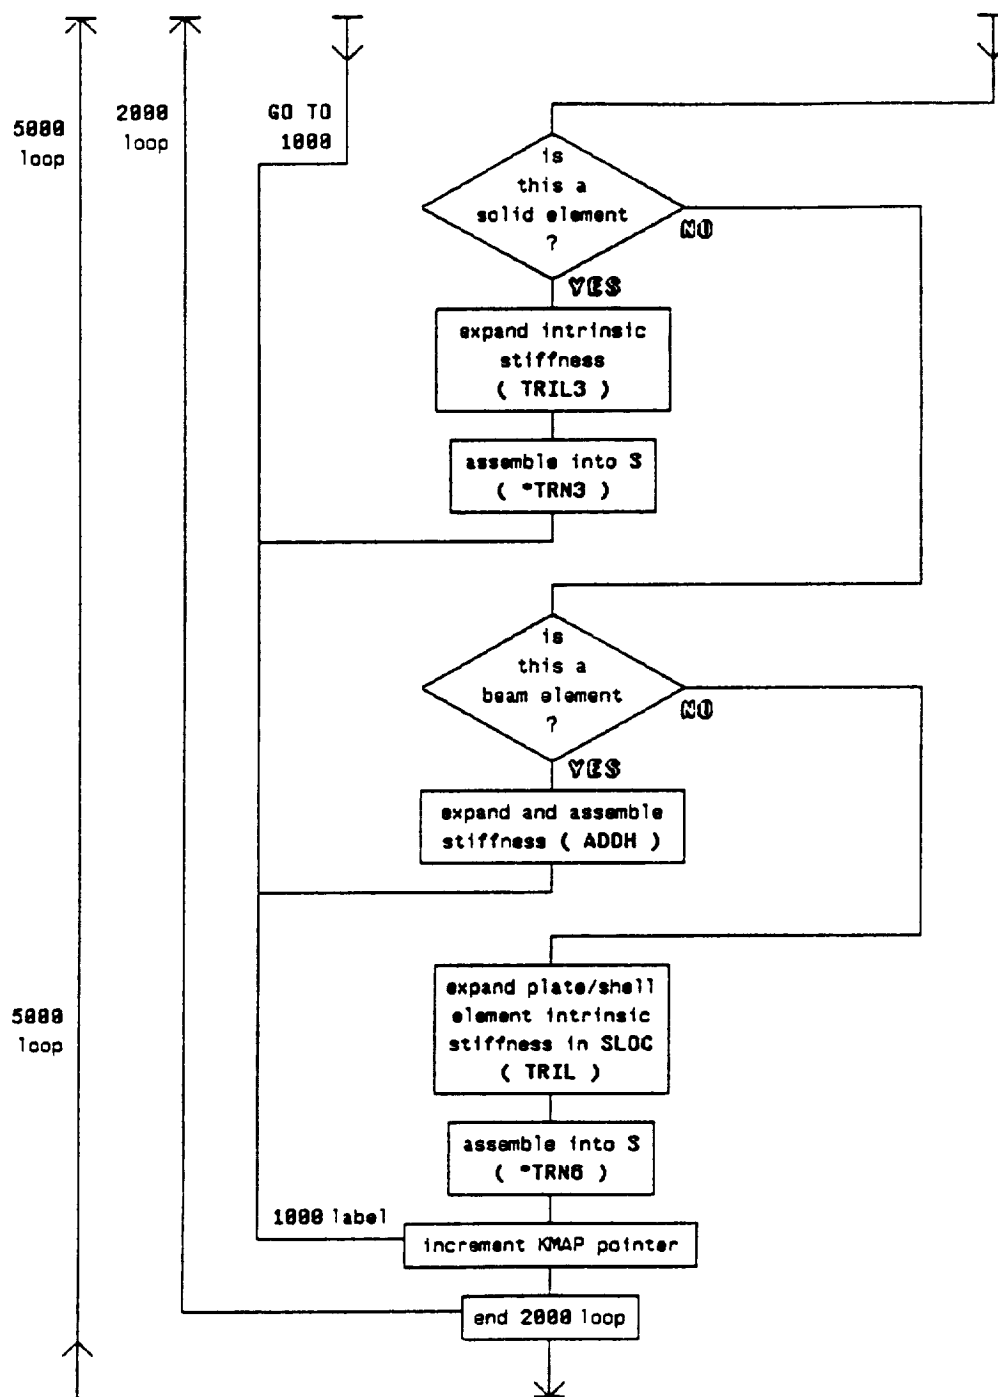 5000
loop
2000
loop
GO TO
1000
is
this a
solid element
?
NO
YES
expand intrinsic
stiffness
( TRIL3 )
assemble into S
( *TRN3 )
is
this a
beam element
?
NO
YES
expand and assemble
stiffness ( ADDH )
5000
loop
expand plate/shell
element intrinsic
stiffness in SLOC
( TRIL )
assemble into S
( *TRN6 )
1000 label
increment KMAP pointer
end 2000 loop